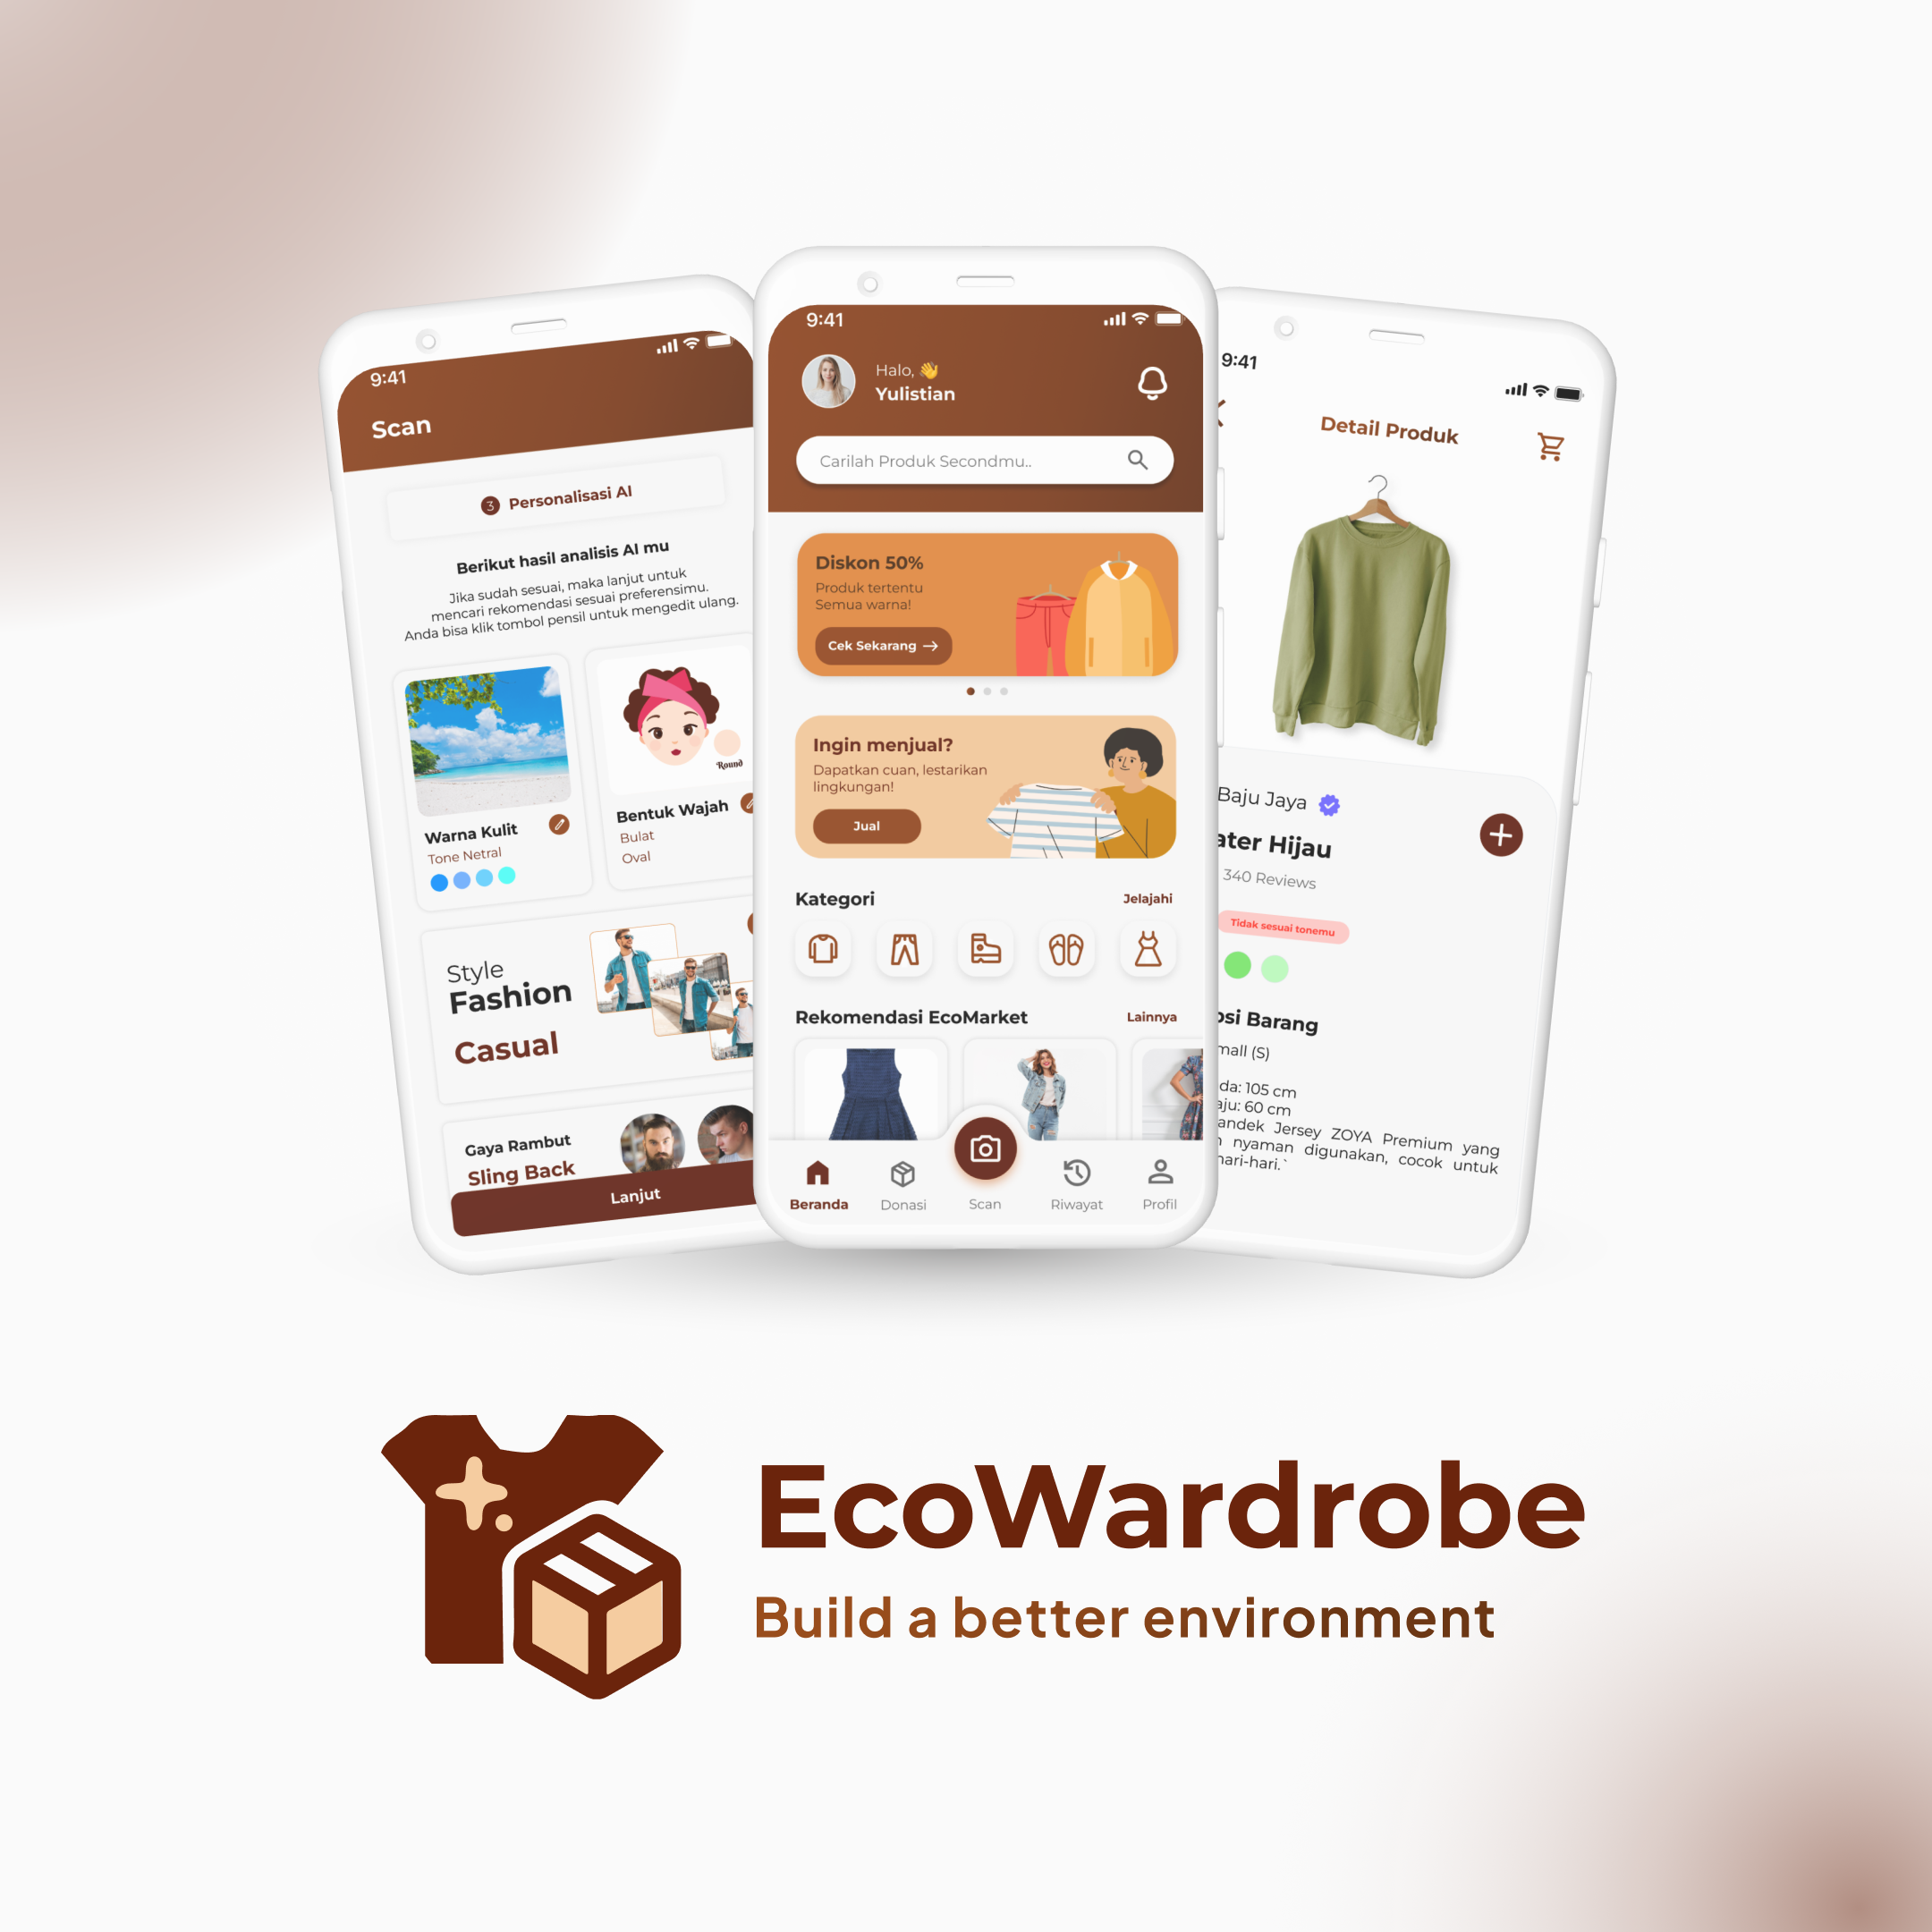 9:41
Scan
3 Personalisasi AI
Berikut hasil analisis AI mu
Jika sudah sesuai, maka lanjut untuk
mencari rekomendasi sesuai preferensimu.
Anda bisa klik tombol pensil untuk mengedit ulang.
Round
Warna Kulit
Tone Netral
Bentuk Wajah
Bulat
Oval
Style
Fashion
Casual
Gaya Rambut
Sling Back
Lanjut
9:41
Halo, 👋
Yulistian
Carilah Produk Secondmu..
Diskon 50%
Produk tertentu
Semua warna!
Cek Sekarang →
Ingin menjual?
Dapatkan cuan, lestarikan
lingkungan!
Jual
Kategori
Jelajahi
Rekomendasi EcoMarket
Lainnya
Beranda
Donasi
Scan
Riwayat
Profil
9:41
Detail Produk
Baju Jaya
ater Hijau
340 Reviews
Tidak sesuai tonemu
osi Barang
mall (S)
da: 105 cm
aju: 60 cm
andek Jersey ZOYA Premium yang
nyaman digunakan, cocok untuk
hari-hari.`
EcoWardrobe
Build a better environment